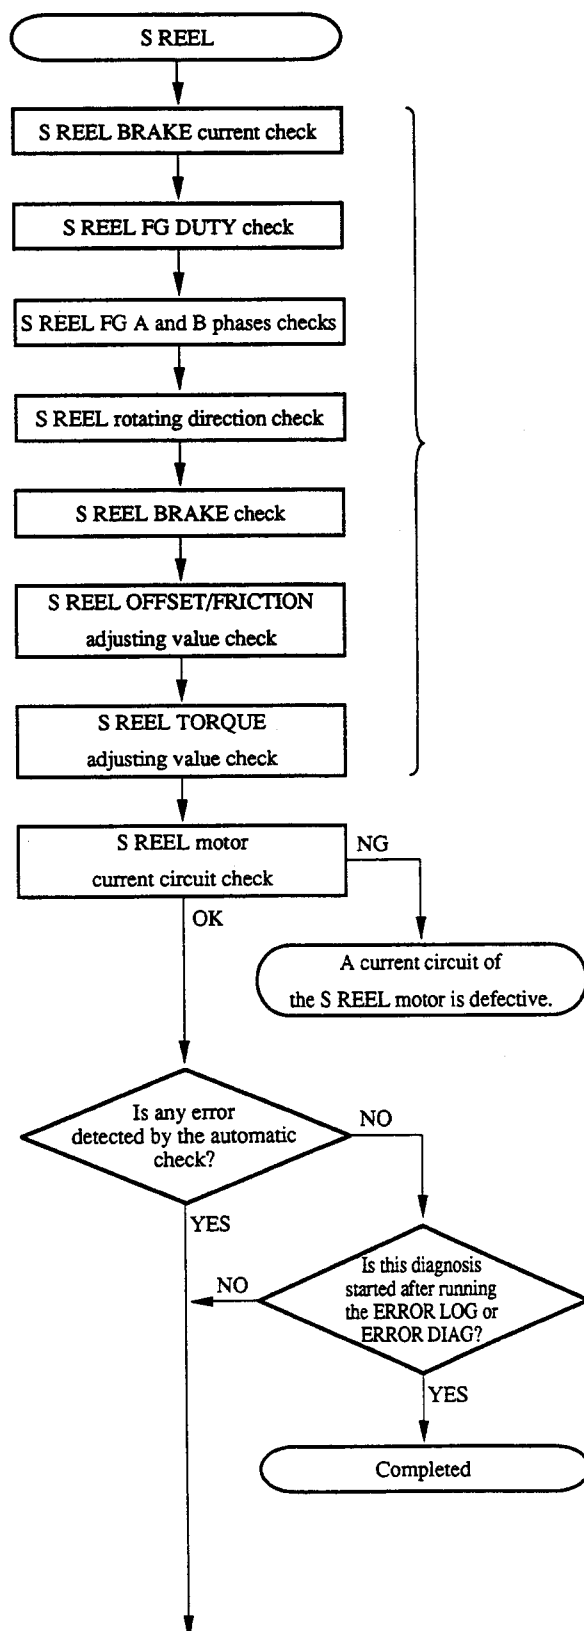 S REEL
S REEL BRAKE current check
S REEL FG DUTY check
S REEL FG A and B phases checks
S REEL rotating direction check
S REEL BRAKE check
S REEL OFFSET/FRICTION
adjusting value check
S REEL TORQUE
adjusting value check
S REEL motor
current circuit check
NG
OK
A current circuit of
the S REEL motor is defective.
Is any error
detected by the automatic
check?
NO
YES
Is this diagnosis
started after running
the ERROR LOG or
ERROR DIAG?
NO
YES
Completed